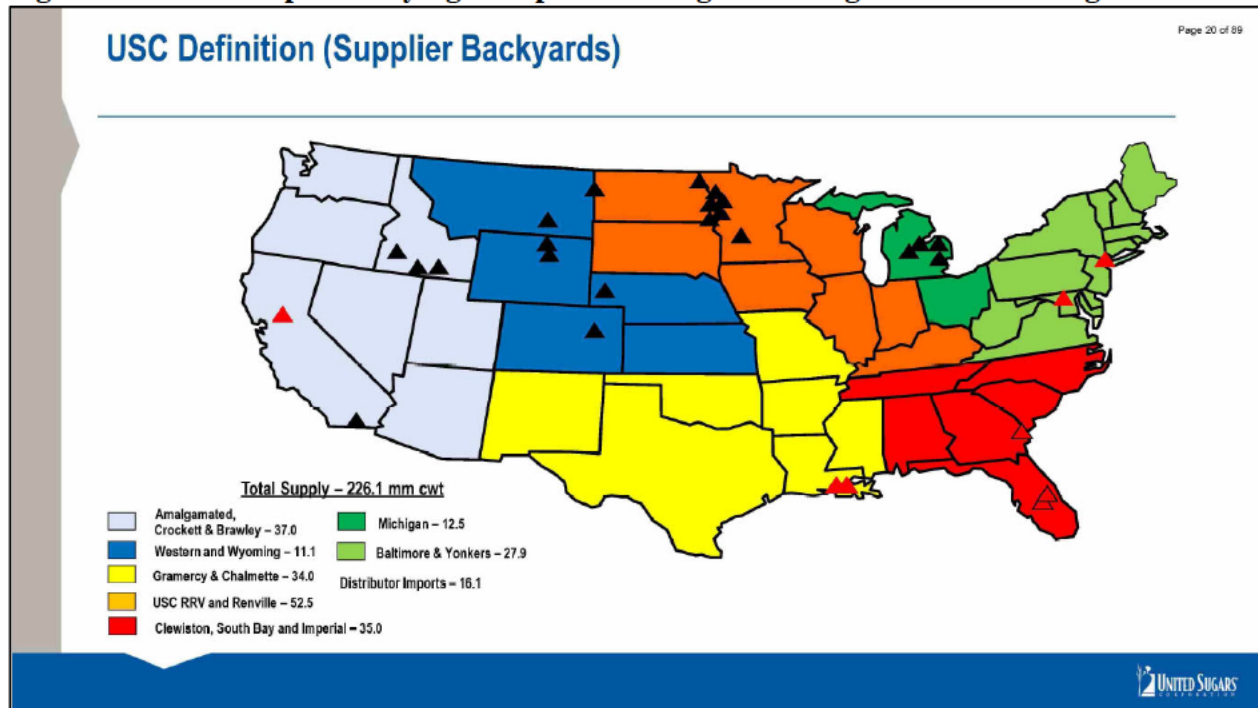 Page 20 of 89
USC Definition (Supplier Backyards)
Total Supply – 226.1 mm cwt
Amalgamated,
Crockett & Brawley – 37.0
Western and Wyoming – 11.1
Gramercy & Chalmette – 34.0
USC RRV and Renville – 52.5
Clewiston, South Bay and Imperial – 35.0
Michigan – 12.5
Baltimore & Yonkers – 27.9
Distributor Imports – 16.1
UNITED SUGARS
CORPORATION